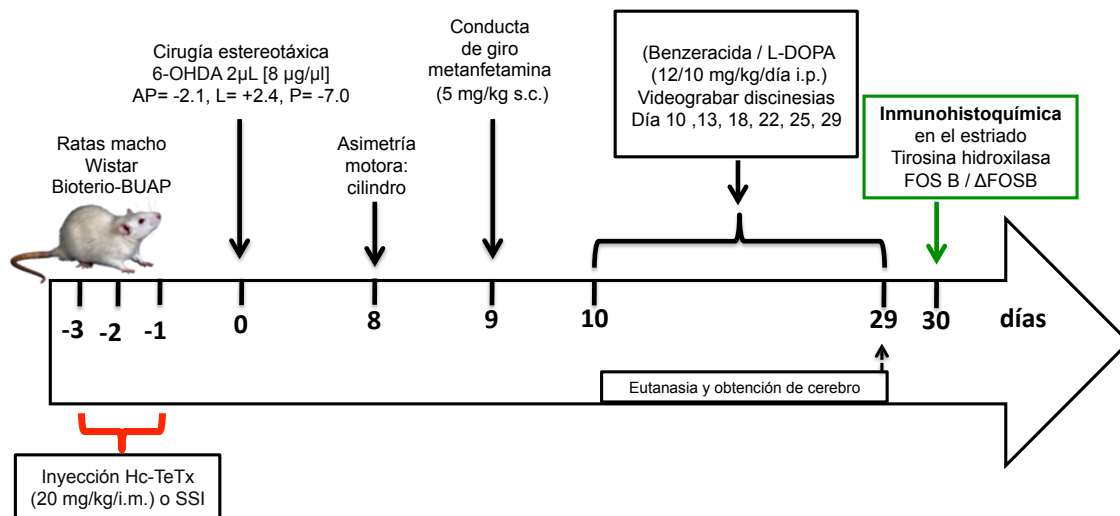 Ratas macho
Wistar
Bioterio-BUAP
Cirugía estereotáxica
6-OHDA 2µL [8 µg/µl]
AP= -2.1, L= +2.4, P= -7.0
Asimetría
motora:
cilindro
Conducta
de giro
metanfetamina
(5 mg/kg s.c.)
(Benzeracida / L-DOPA
(12/10 mg/kg/día i.p.)
Videograbar discinesias
Día 10 ,13, 18, 22, 25, 29
Inmunohistoquímica
en el estriado
Tirosina hidroxilasa
FOS B / ΔFOSB
-3 -2 -1 0 8 9 10 29 30 días
Eutanasia y obtención de cerebro
Inyección Hc-TeTx
(20 mg/kg/i.m.) o SSI